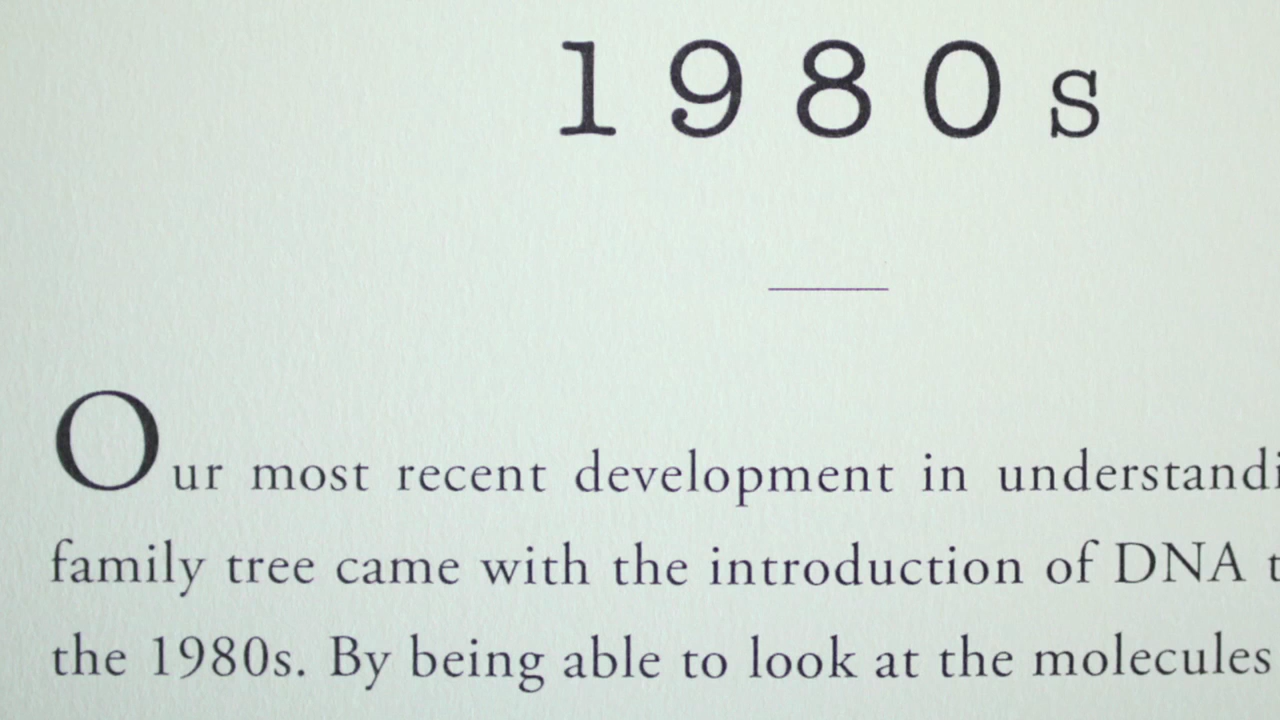 1980s
Our most recent development in
family tree came with the introduction of DNA
the 1980s. By being able to look at the molecules